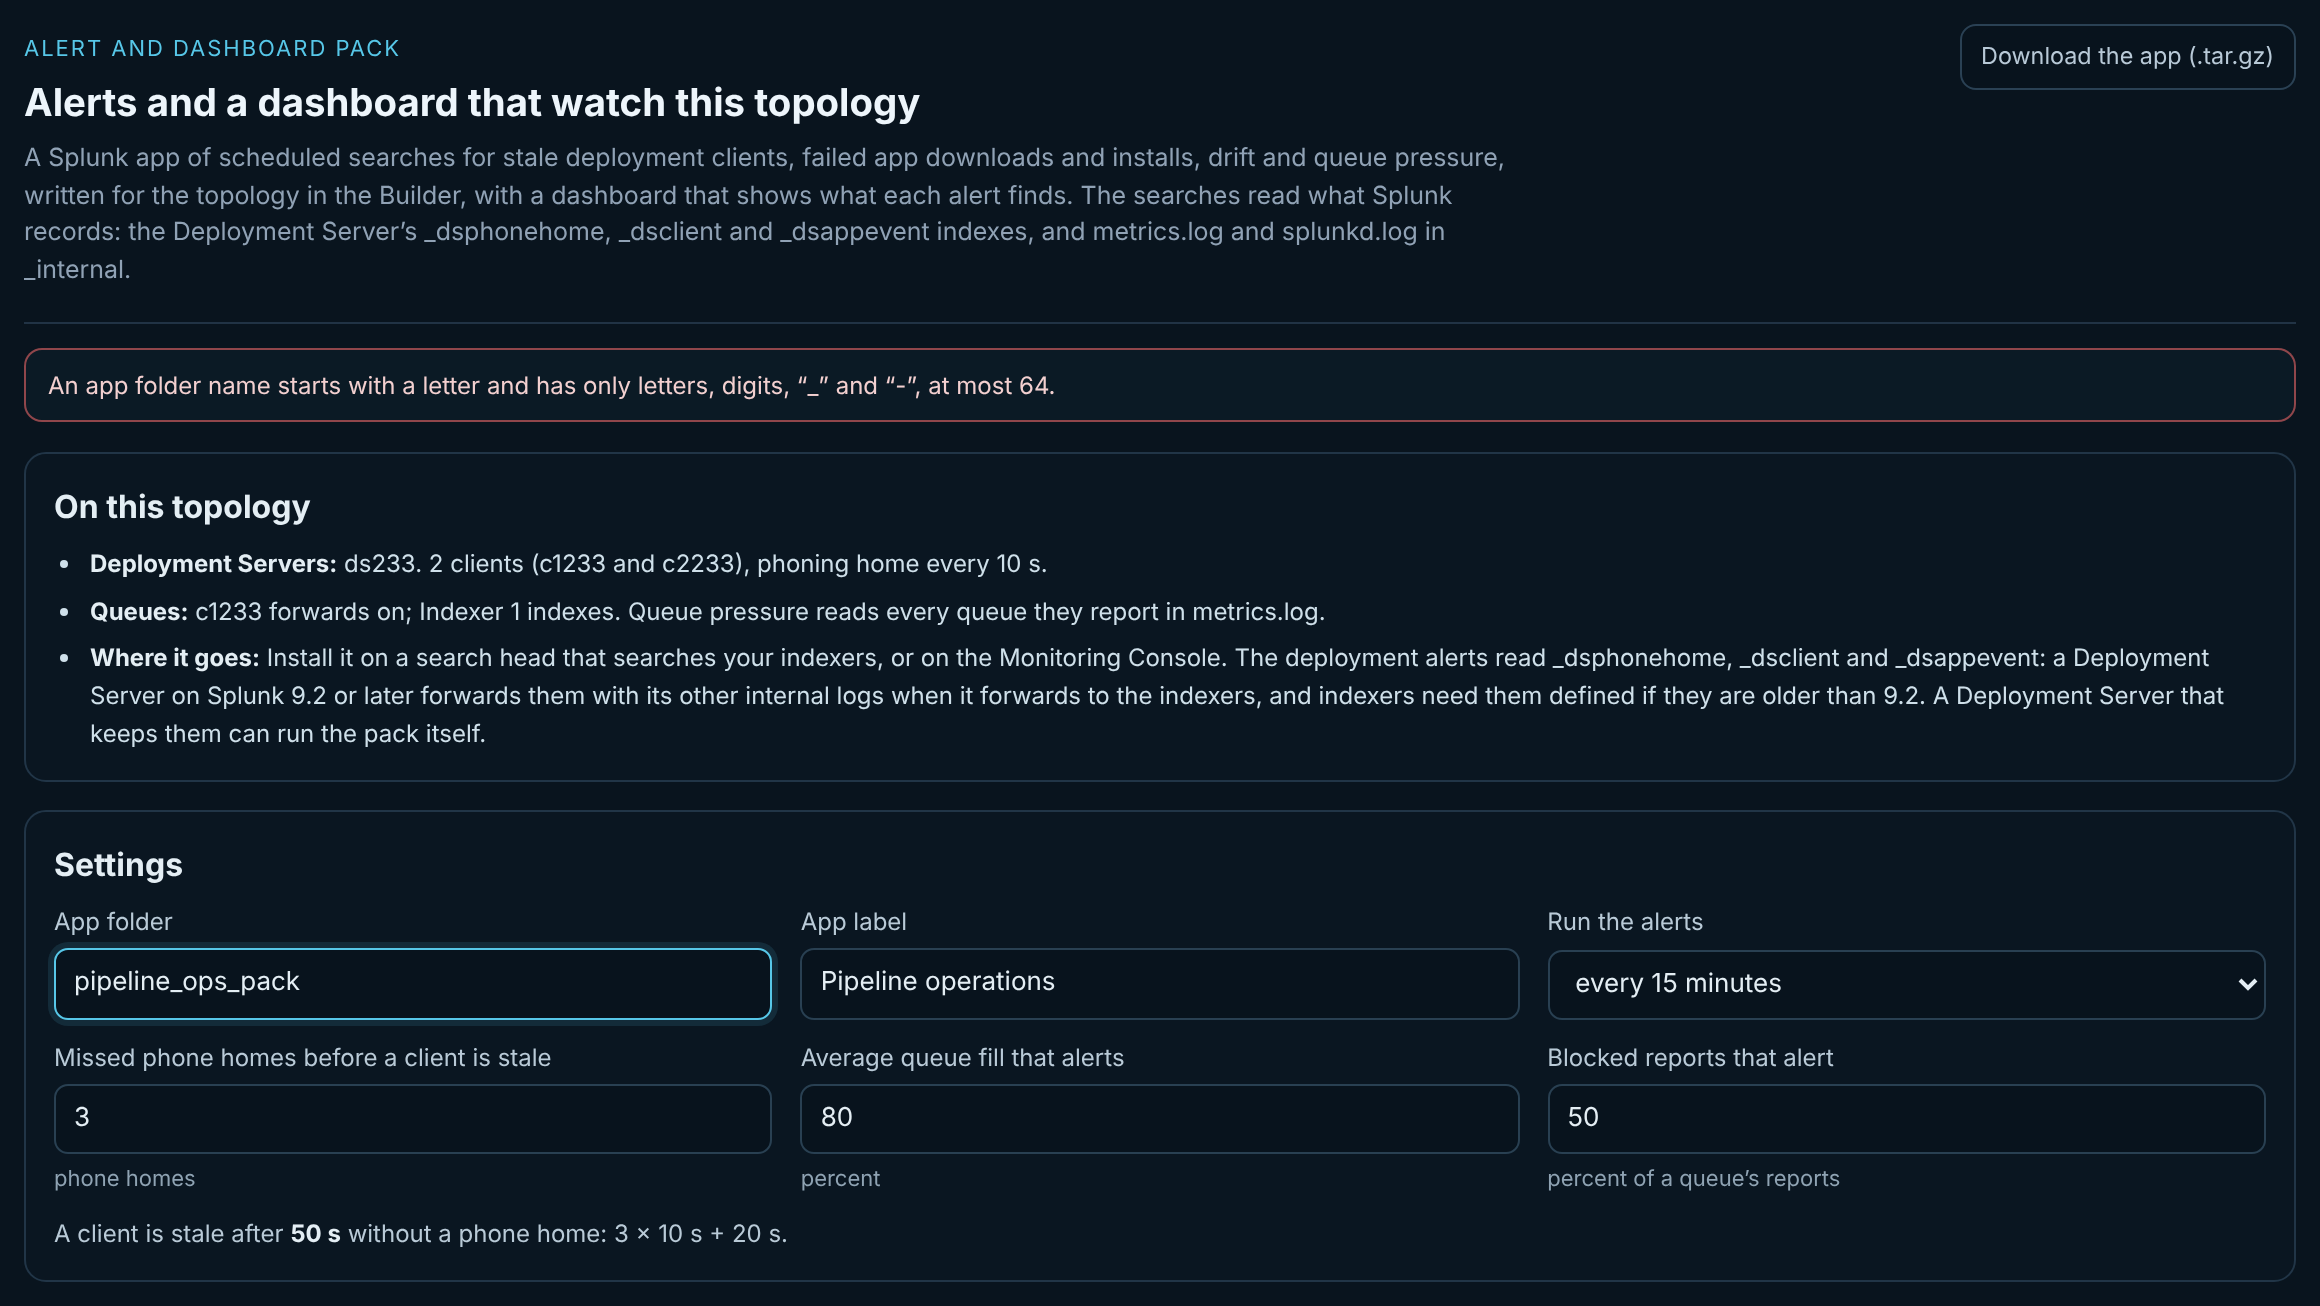 ALERT AND DASHBOARD PACK
Download the app (.tar.gz)
Alerts and a dashboard that watch this topology
A Splunk app of scheduled searches for stale deployment clients, failed app downloads and installs, drift and queue pressure,
written for the topology in the Builder, with a dashboard that shows what each alert finds. The searches read what Splunk
records: the Deployment Server’s _dsphonehome, _dsclient and _dsappevent indexes, and metrics.log and splunkd.log in
_internal.
An app folder name starts with a letter and has only letters, digits, “_” and “-”, at most 64.
On this topology
• Deployment Servers: ds233. 2 clients (c1233 and c2233), phoning home every 10 s.
• Queues: c1233 forwards on; Indexer 1 indexes. Queue pressure reads every queue they report in metrics.log.
• Where it goes: Install it on a search head that searches your indexers, or on the Monitoring Console. The deployment alerts read _dsphonehome, _dsclient and _dsappevent: a Deployment
Server on Splunk 9.2 or later forwards them with its other internal logs when it forwards to the indexers, and indexers need them defined if they are older than 9.2. A Deployment Server that
keeps them can run the pack itself.
Settings
App folder
pipeline_ops_pack
App label
Pipeline operations
Run the alerts
every 15 minutes
Missed phone homes before a client is stale
3
phone homes
Average queue fill that alerts
80
percent
Blocked reports that alert
50
percent of a queue’s reports
A client is stale after 50 s without a phone home: 3 × 10 s + 20 s.